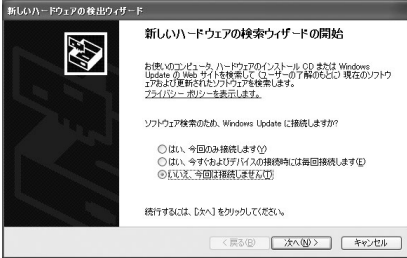 新しいハードウェアの検出ウィザード
新しいハードウェアの検索ウィザードの開始
お使いのコンピュータ、ハードウェアのインストール CD または Windows
Update の Web サイトを検索して (ユーザーの了解のもとに) 現在のソフトウ
ェアおよび更新されたソフトウェアを検索します。
プライバシー ポリシーを表示します。
ソフトウェア検索のため、Windows Update に接続しますか?
はい、今回のみ接続します(Y)
はい、今すぐおよびデバイスの接続時には毎回接続します(E)
いいえ、今回は接続しません(T)
続行するには、[次へ] をクリックしてください。
< 戻る(B)
次へ(N) >
キャンセル